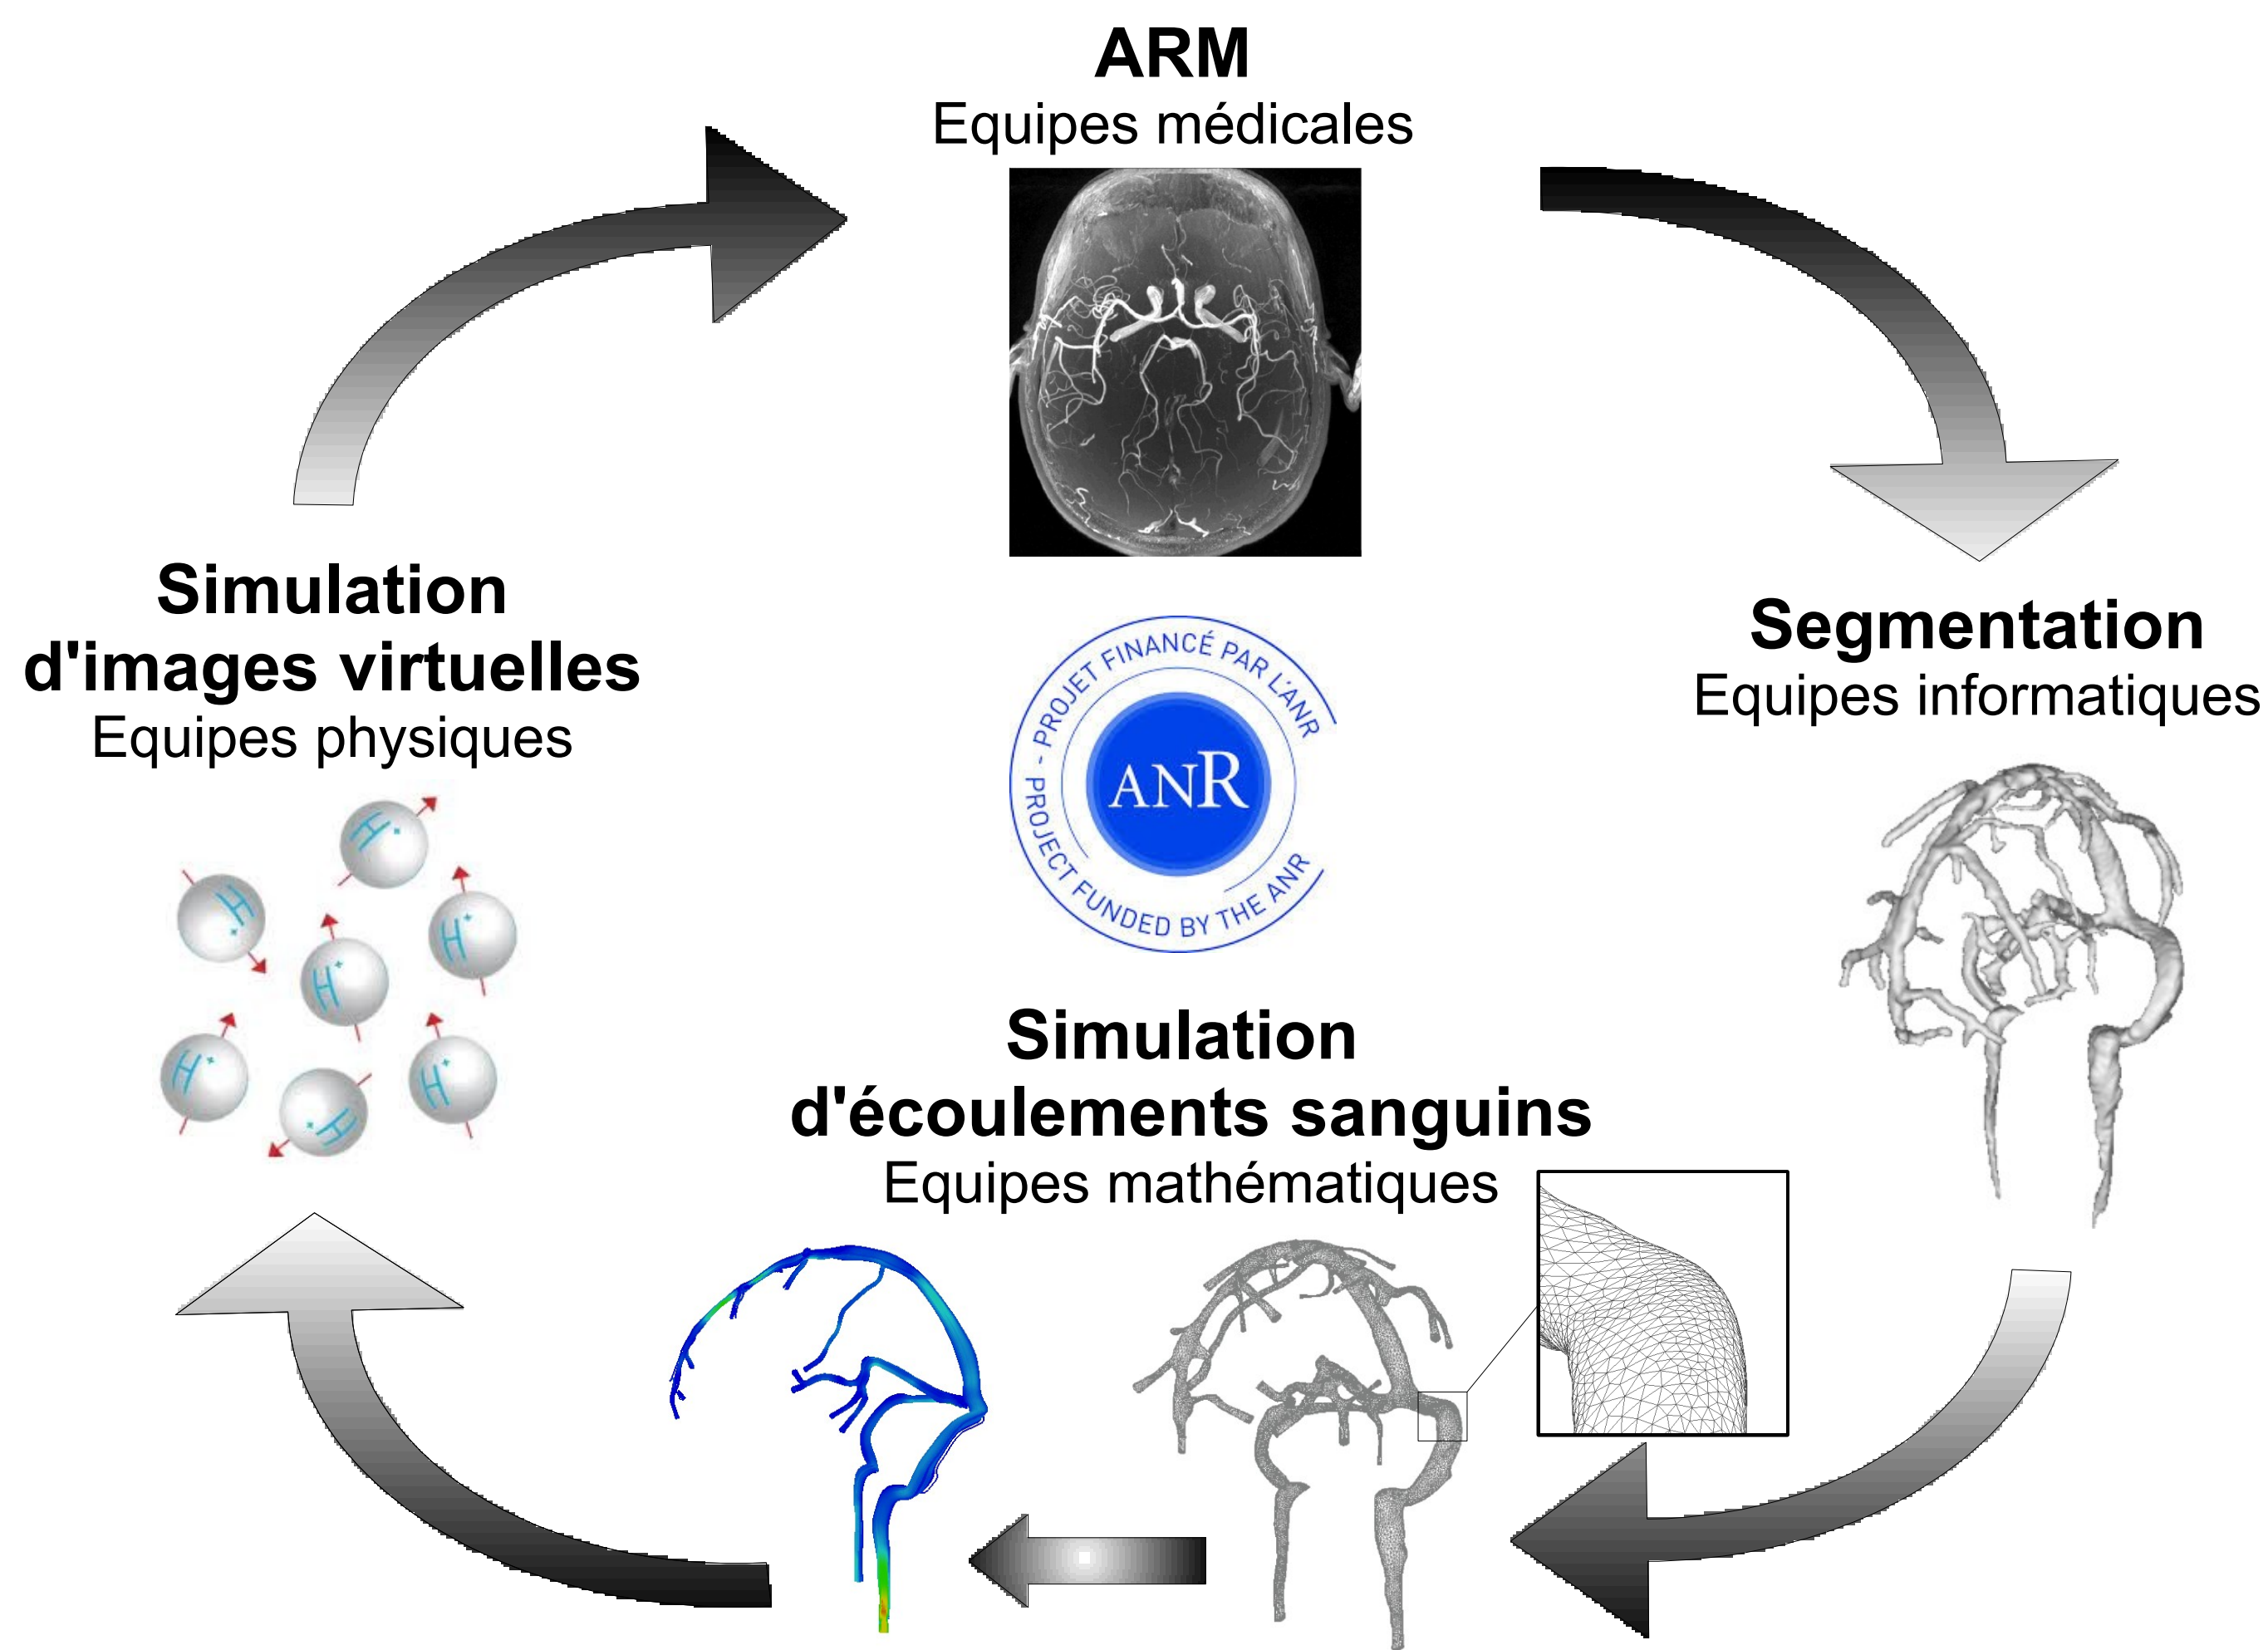 ARM
Equipes médicales
Simulation
d'images virtuelles
Equipes physiques
Segmentation
Equipes informatiques
- PROJET FINANCÉ PAR L'ANR
ANR
PROJECT FUNDED BY THE ANR
H+
H+
H+
H+
H+
H+
H+
Simulation
d'écoulements sanguins
Equipes mathématiques